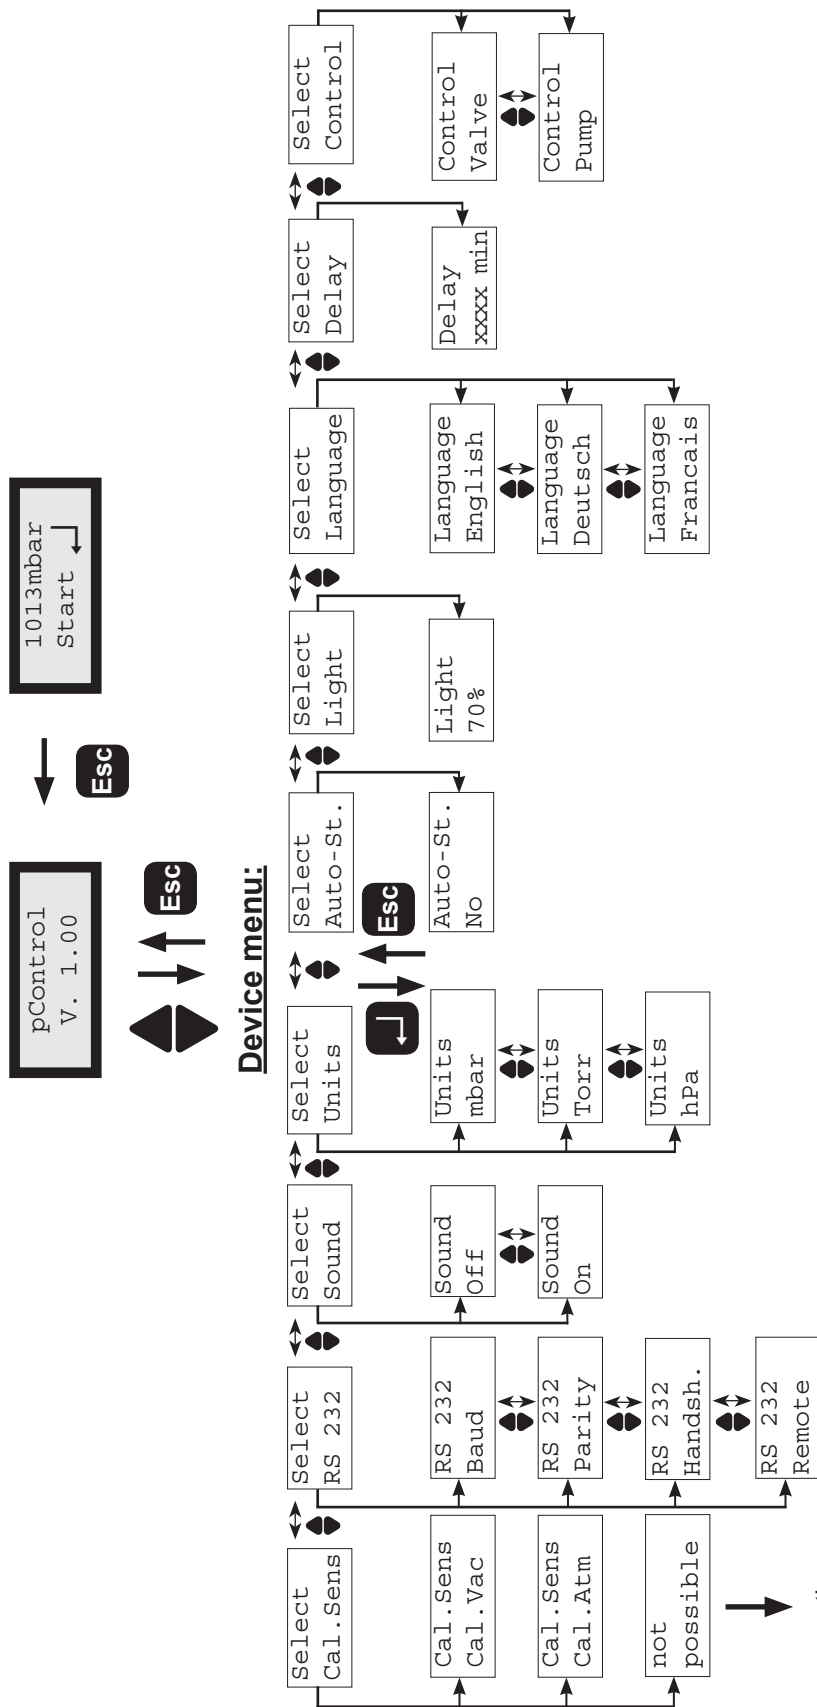 pControl
V. 1.00
Esc
1013mbar
Start
Esc
Device menu:
Select
Cal.Sens
Select
RS 232
Select
Sound
Select
Units
Select
Auto-St.
Select
Light
Select
Language
Select
Delay
Select
Control
Esc
Cal.Sens
Cal.Vac
RS 232
Baud
Sound
Off
Units
mbar
Auto-St.
No
Light
70%
Language
English
Delay
xxxx min
Control
Valve
Cal.Sens
Cal.Atm
RS 232
Parity
Sound
On
Units
Torr
Language
Deutsch
Control
Pump
not
possible
RS 232
Handsh.
Units
hPa
Language
Francais
RS 232
Remote